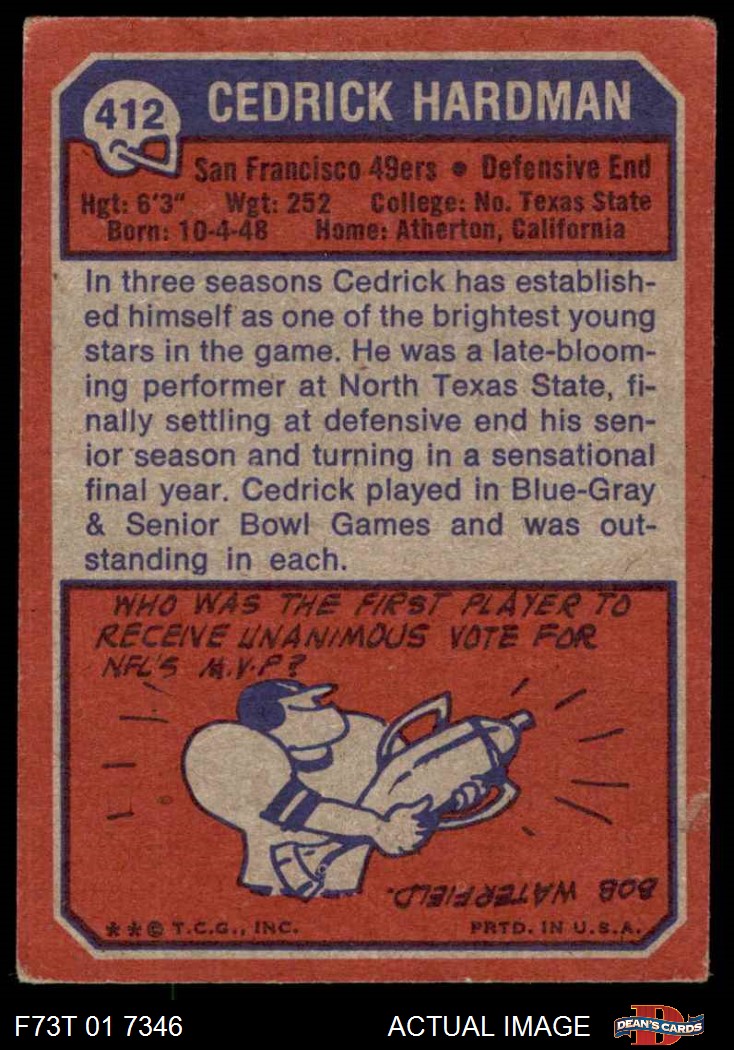 412
CEDRICK HARDMAN
San Francisco 49ers • Defensive End
Hgt: 6'3" Wgt: 252 College: No. Texas State
Born: 10-4-48 Home: Atherton, California
In three seasons Cedrick has establish-
ed himself as one of the brightest young
stars in the game. He was a late-bloom-
ing performer at North Texas State, fi-
nally settling at defensive end his sen-
ior season and turning in a sensational
final year. Cedrick played in Blue-Gray
& Senior Bowl Games and was out-
standing in each.
WHO WAS THE FIRST PLAYER TO
RECEIVE UNANIMOUS VOTE FOR
NFL'S M.V.P?
BOB WATERFIELD.
**© T.C.G., INC. PRTD. IN U.S.A.
F73T 01 7346 ACTUAL IMAGE D DEAN'S CARDS